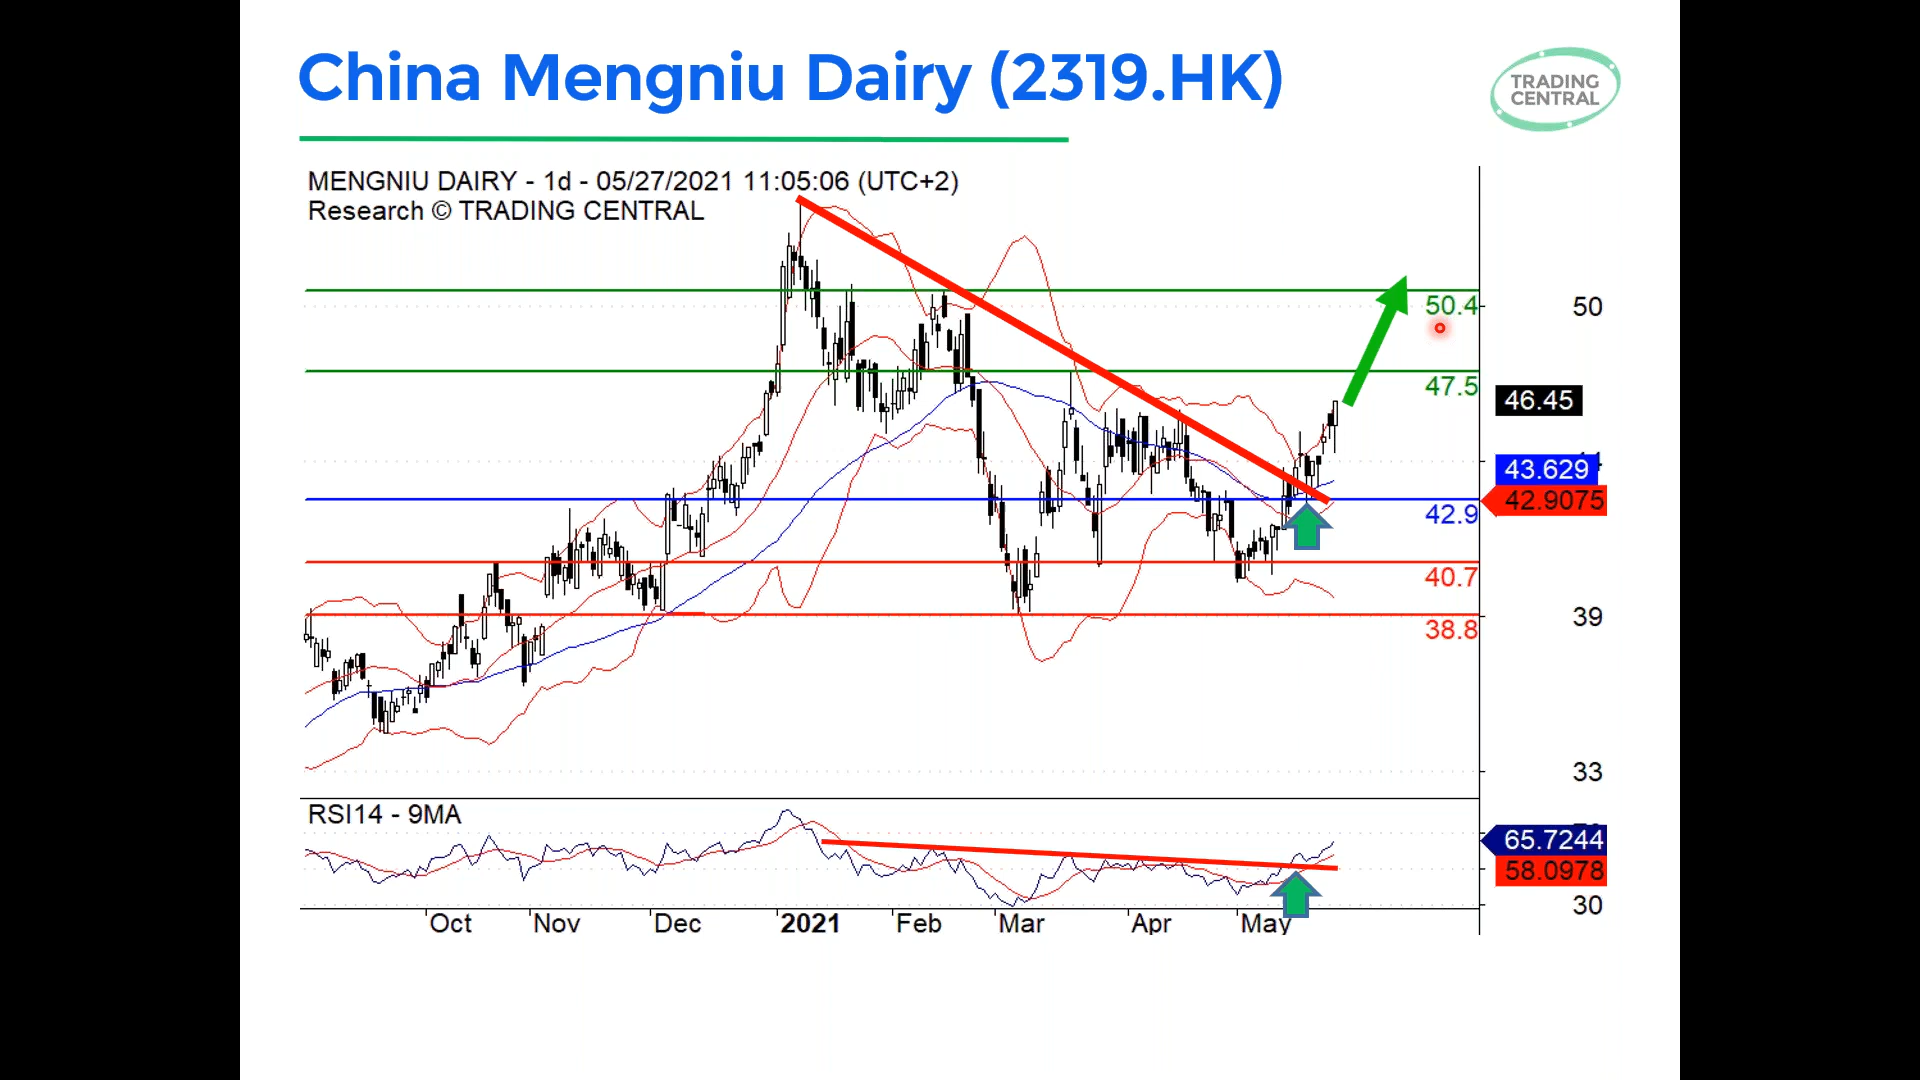 China Mengniu Dairy (2319.HK)
TRADING
CENTRAL
MENGNIU DAIRY - 1d - 05/27/2021 11:05:06 (UTC+2)
Research © TRADING CENTRAL
50.4
50
47.5
46.45
43.629
42.9075
42.9
40.7
39
38.8
33
RSI14 - 9MA
65.7244
58.0978
30
Oct Nov Dec 2021 Feb Mar Apr May